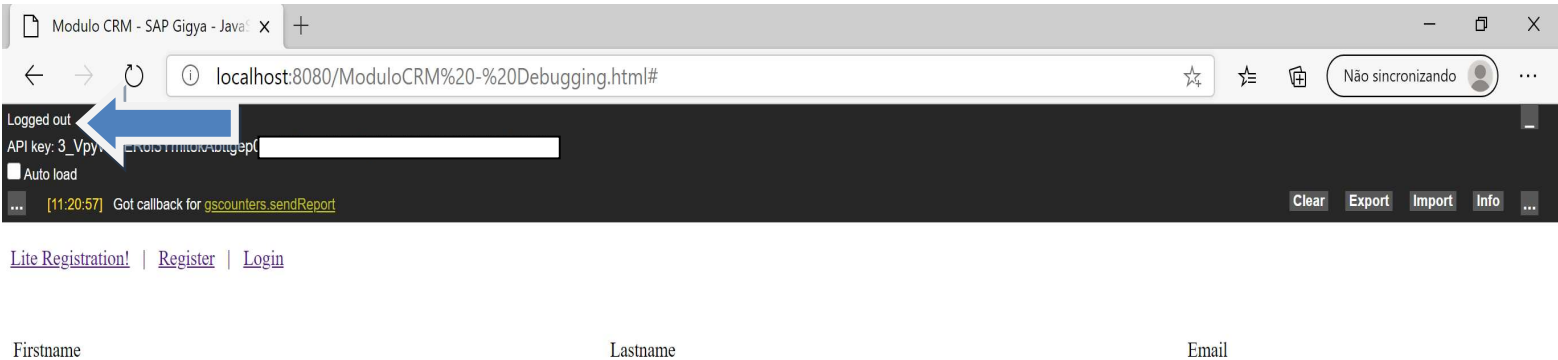 Modulo CRM - SAP Gigya - Java
localhost:8080/ModuloCRM%20-%20Debugging.html#
Não sincronizando
Logged out
API key:
Auto load
... [11:20:57] Got callback for gscounters.sendReport
Clear Export Import Info ...
Lite Registration! | Register | Login
Firstname Lastname Email